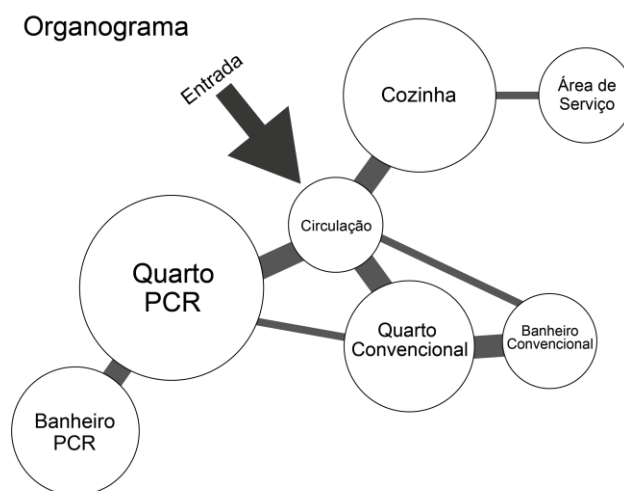 Organograma
Entrada
Cozinha
Área de
Serviço
Circulação
Quarto
PCR
Quarto
Convencional
Banheiro
Convencional
Banheiro
PCR